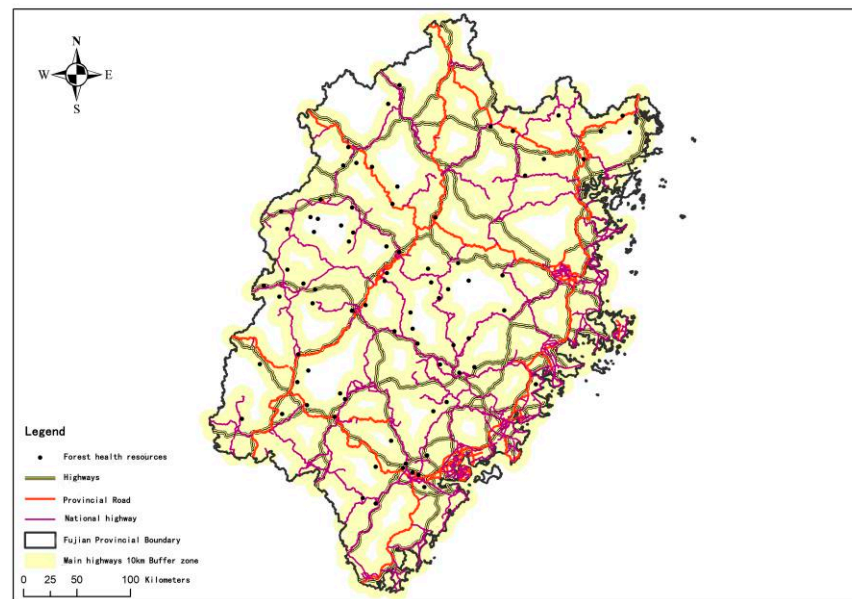 N
W E
S
Legend
Forest health resources
Highways
Provincial Road
National highway
Fujian Provincial Boundary
Main highways 10km Buffer zone
0 25 50 100 Kilometers